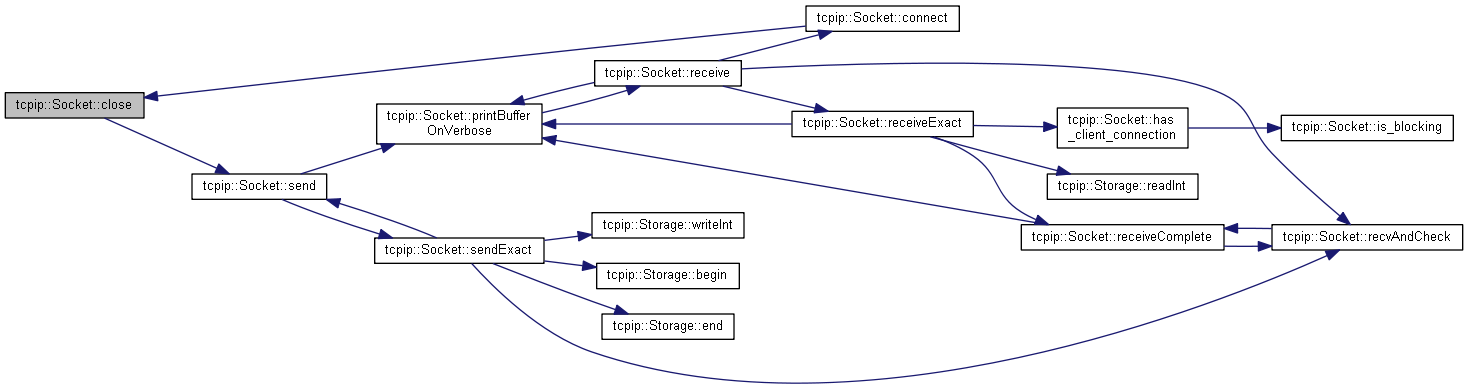 tcpip::Socket::connect
tcpip::Socket::receive
tcpip::Socket::close
tcpip::Socket::printBuffer
OnVerbose
tcpip::Socket::receiveExact
tcpip::Socket::has
_client_connection
tcpip::Socket::is_blocking
tcpip::Socket::send
tcpip::Storage::readInt
tcpip::Storage::writeInt
tcpip::Socket::receiveComplete
tcpip::Socket::recvAndCheck
tcpip::Socket::sendExact
tcpip::Storage::begin
tcpip::Storage::end